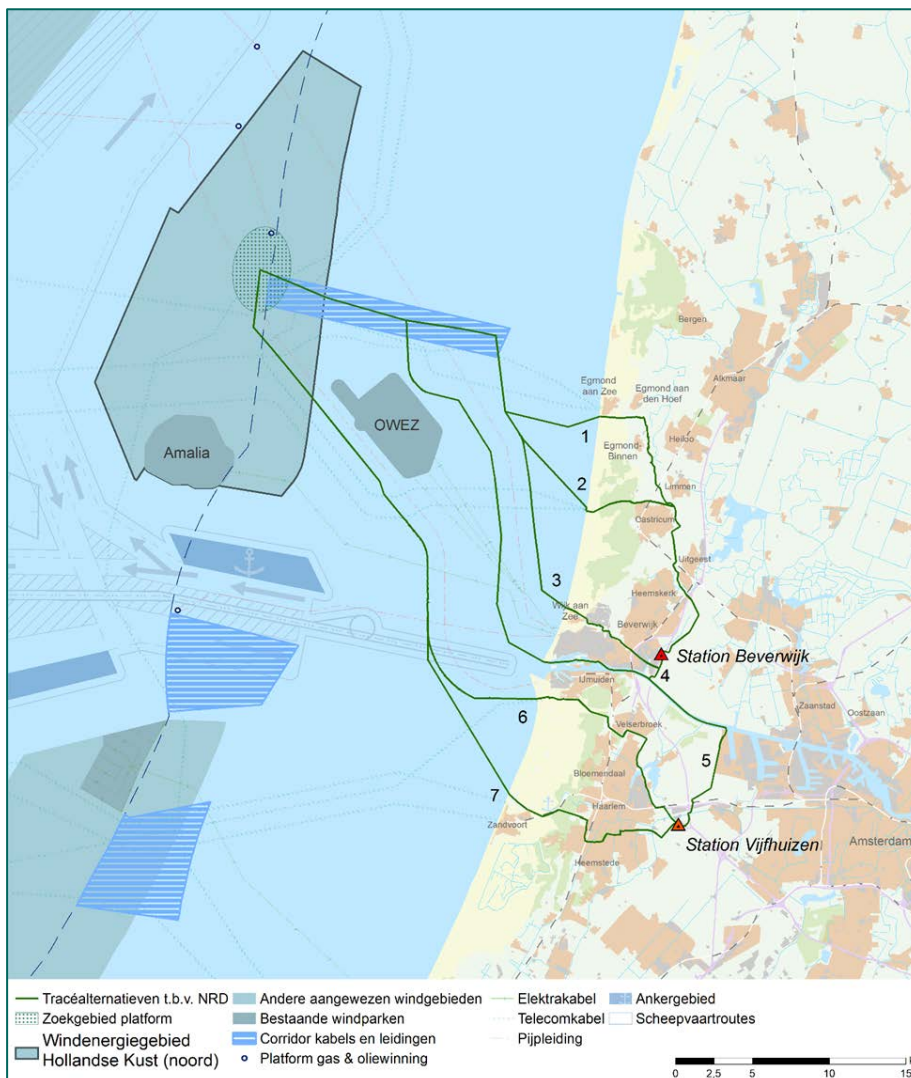 Bergen
Alkmaar
Egmond
aan Zee
Egmond aan
den Hoef
1
Egmond-
Binnen
Heiloo
OWEZ
Amalia
2
Limmen
Castricum
Uitgeest
3
Heemskerk
Wijk aan
Zee
Beverwijk
Station Beverwijk
4
IJmuiden
Zaanstad
Oostzaan
6
Velserbroek
5
Bloemendaal
7
Haarlem
Zandvoort
Amsterdam
Station Vijfhuizen
Heemstede
Tracéalternatieven t.b.v. NRD
Zoekgebied platform
Windenergiegebied
Hollandse Kust (noord)
Andere aangewezen windgebieden
Bestaande windparken
Corridor kabels en leidingen
Platform gas & oliewinning
Elektrakabel
Telecomkabel
Pijpleiding
Ankergebied
Scheepvaartroutes
0 2,5 5 10 15